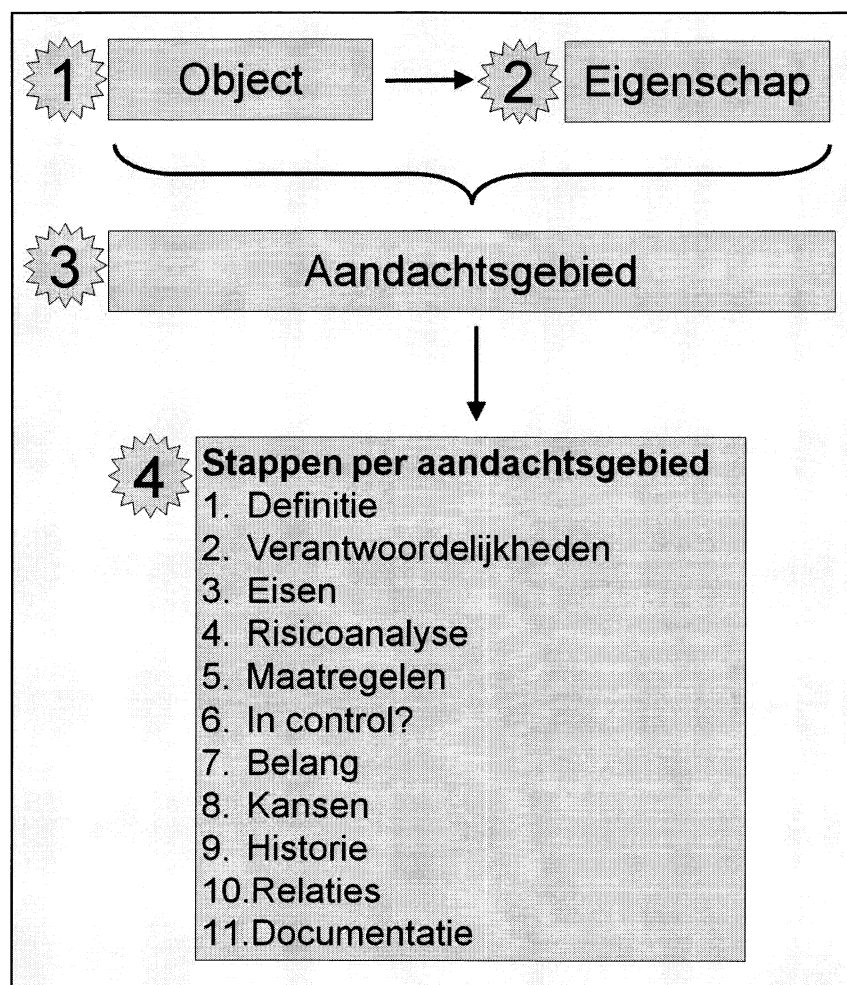 1 Object 2 Eigenschap
3 Aandachtsgebied
4 Stappen per aandachtsgebied
1. Definitie
2. Verantwoordelijkheden
3. Eisen
4. Risicoanalyse
5. Maatregelen
6. In control?
7. Belang
8. Kansen
9. Historie
10.Relaties
11.Documentatie